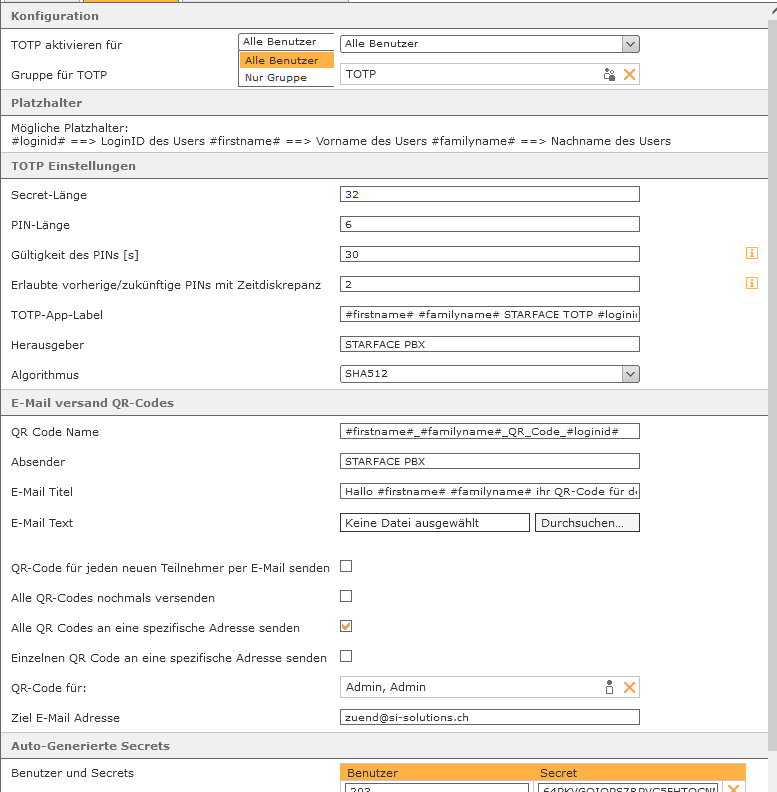 Konfiguration
TOTP aktivieren für Alle Benutzer Alle Benutzer
Alle Benutzer
Nur Gruppe
Gruppe für TOTP TOTP
Platzhalter
Mögliche Platzhalter:
#loginid# ==> LoginID des Users #firstname# ==> Vorname des Users #familyname# ==> Nachname des Users
TOTP Einstellungen
Secret-Länge 32
PIN-Länge 6
Gültigkeit des PINs [s] 30
Erlaubte vorherige/zukünftige PINs mit Zeitdiskrepanz 2
TOTP-App-Label #firstname# #familyname# STARFACE TOTP #loginid
Herausgeber STARFACE PBX
Algorithmus SHA512
E-Mail versand QR-Codes
QR Code Name #firstname#_#familyname#_QR_Code_#loginid#
Absender STARFACE PBX
E-Mail Titel Hallo #firstname# #familyname# ihr QR-Code für de
E-Mail Text Keine Datei ausgewählt Durchsuchen...
QR-Code für jeden neuen Teilnehmer per E-Mail senden
Alle QR-Codes nochmals versenden
Alle QR Codes an eine spezifische Adresse senden
Einzelnen QR Code an eine spezifische Adresse senden
QR-Code für: Admin, Admin
Ziel E-Mail Adresse zuend@si-solutions.ch
Auto-Generierte Secrets
Benutzer und Secrets Benutzer Secret
203